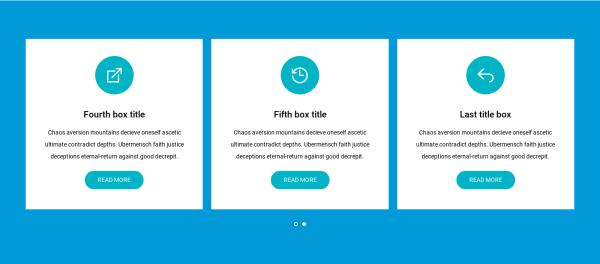 Fourth box title
Chaos aversion mountains decieve oneself ascetic
ultimate contradict depths. Ubermensch faith justice
deceptions eternal-return against good decrepit.
READ MORE
Fifth box title
Chaos aversion mountains decieve oneself ascetic
ultimate contradict depths. Ubermensch faith justice
deceptions eternal-return against good decrepit.
READ MORE
Last title box
Chaos aversion mountains decieve oneself ascetic
ultimate contradict depths. Ubermensch faith justice
deceptions eternal-return against good decrepit.
READ MORE